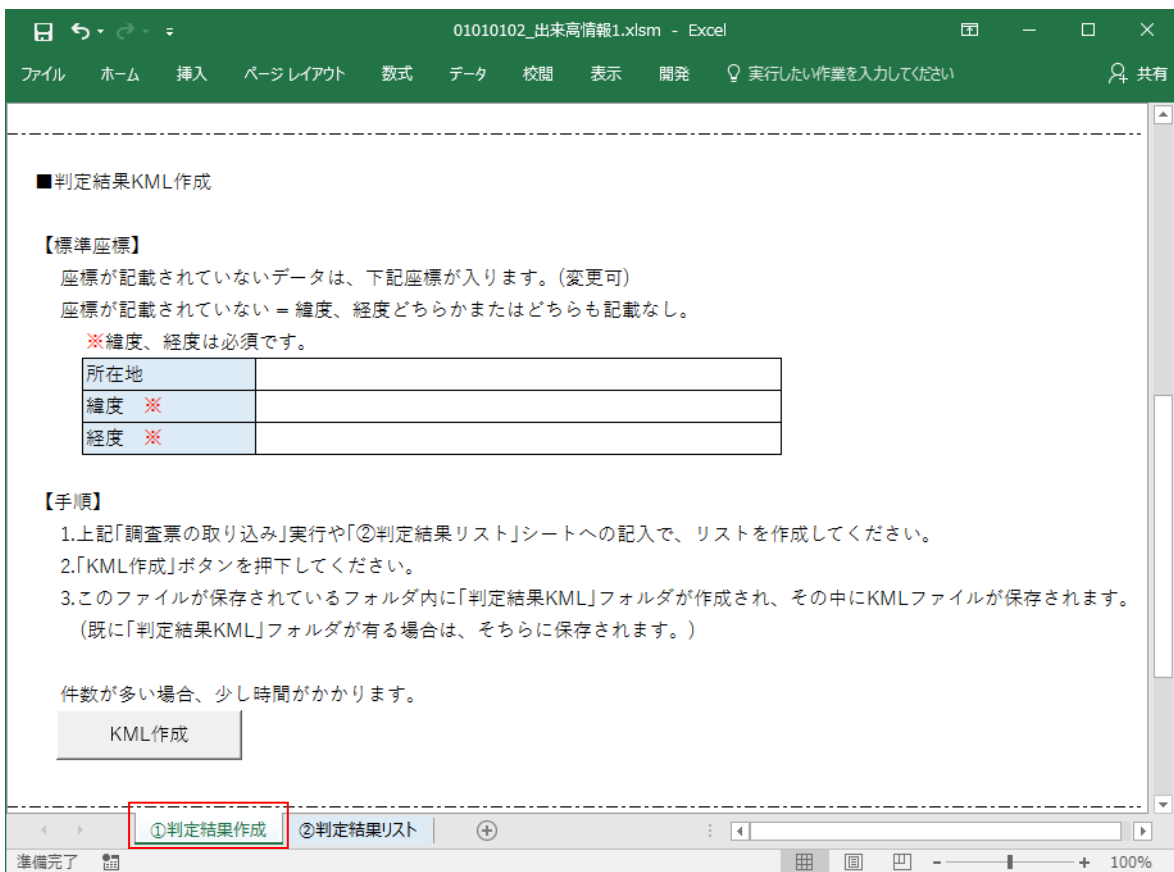 01010102_出来高情報1.xlsm - Excel
ファイル ホーム 挿入 ページ レイアウト 数式 データ 校閲 表示 開発 実行したい作業を入力してください 共有
■判定結果KML作成
【標準座標】
座標が記載されていないデータは、下記座標が入ります。(変更可)
座標が記載されていない = 緯度、経度どちらかまたはどちらも記載なし。
※緯度、経度は必須です。
所在地
緯度 ※
経度 ※
【手順】
1.上記「調査票の取り込み」実行や「②判定結果リスト」シートへの記入で、リストを作成してください。
2.「KML作成」ボタンを押下してください。
3.このファイルが保存されているフォルダ内に「判定結果KML」フォルダが作成され、その中にKMLファイルが保存されます。
(既に「判定結果KML」フォルダが有る場合は、そちらに保存されます。)
件数が多い場合、少し時間がかかります。
KML作成
①判定結果作成 ②判定結果リスト
準備完了 100%